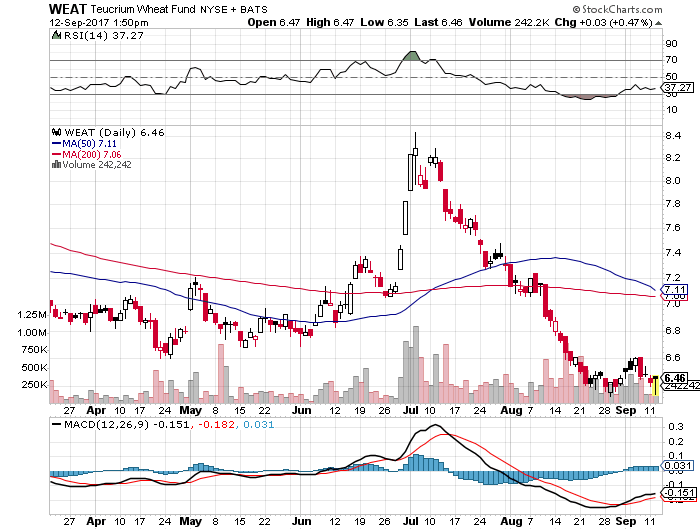 WEAT Teucrium Wheat Fund NYSE + BATS © StockCharts.com
12-Sep-2017 1:50pm Open 6.47 High 6.47 Low 6.35 Last 6.46 Volume 242.2K Chg +0.03 (+0.47%)
RSI(14) 37.27
90
70
50
37.27
30
10
WEAT (Daily) 6.46
MA(50) 7.11
MA(200) 7.06
Volume 242,242
8.4
8.2
8.0
7.8
7.6
7.4
7.2
7.11
7.0
6.8
6.6
6.46
242242
1.25M
1.00M
750K
500K
250K
27 Apr 10 17 24 May 8 15 22 Jun 12 19 26 Jul 10 17 24 Aug 7 14 21 28 Sep 11
MACD(12,26,9) -0.151, -0.182, 0.031
0.3
0.2
0.1
0.031
-0.151
27 Apr 10 17 24 May 8 15 22 Jun 12 19 26 Jul 10 17 24 Aug 7 14 21 28 Sep 11